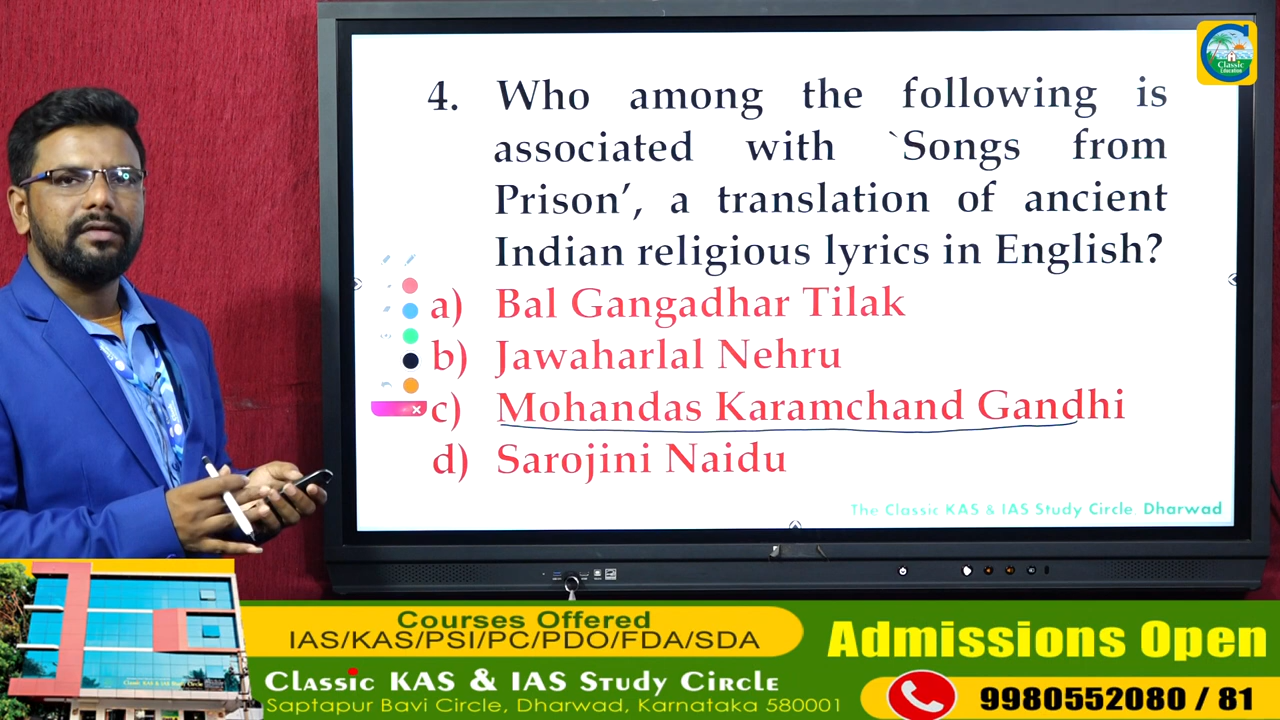 4. Who among the following is
associated with `Songs from
Prison’, a translation of ancient
Indian religious lyrics in English?
a) Bal Gangadhar Tilak
b) Jawaharlal Nehru
c) Mohandas Karamchand Gandhi
d) Sarojini Naidu
The Classic KAS & IAS Study Circle, Dharwad
Classic
Education
Courses Offered
IAS/KAS/PSI/PC/PDO/FDA/SDA
Classic KAS & IAS Study Circle
Saptapur Bavi Circle, Dharwad, Karnataka 580001
Admissions Open
9980552080 / 81